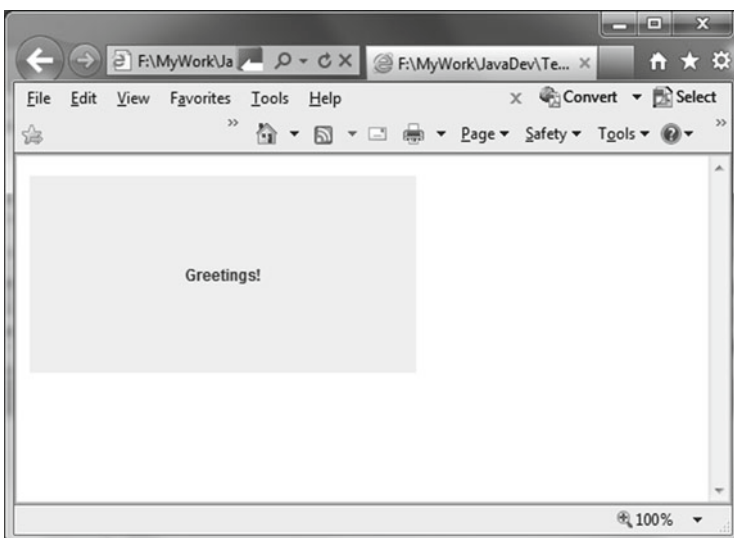 F:\MyWork\Ja
F:\MyWork\JavaDev\Te...
File Edit View Favorites Tools Help
x Convert Select
Page Safety Tools
Greetings!
100%